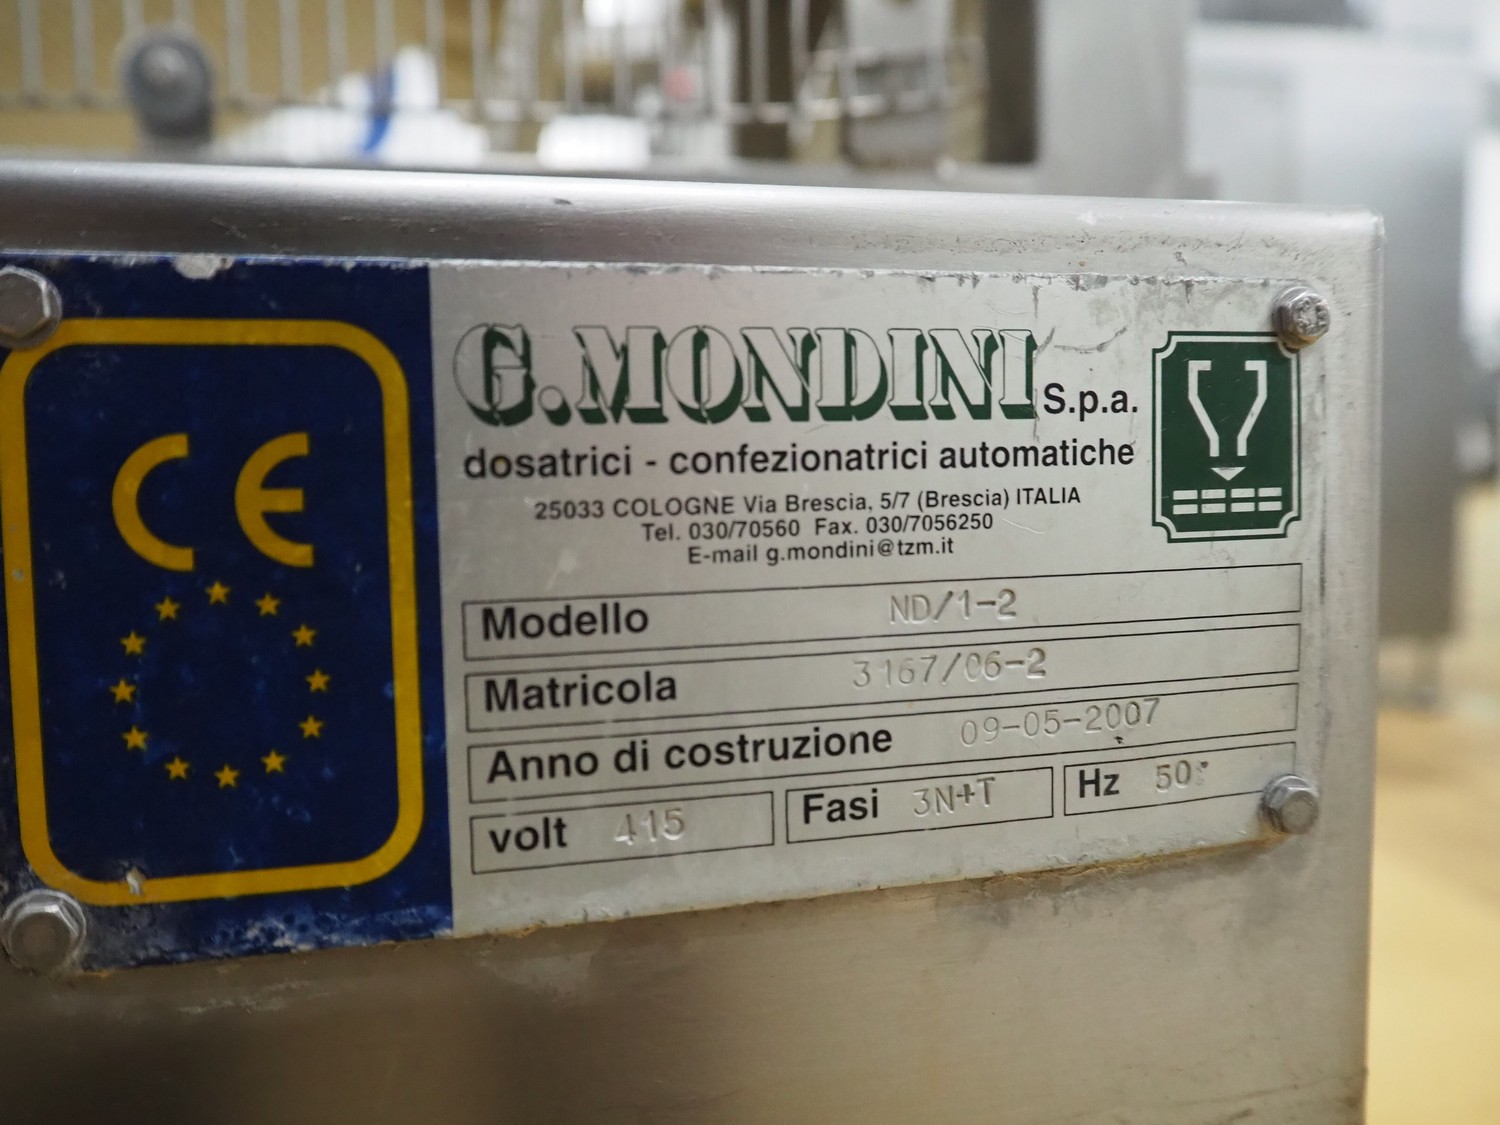 CE
G.MONDINI S.p.a.
dosatrici - confezionatrici automatiche
25033 COLOGNE Via Brescia, 5/7 (Brescia) ITALIA
Tel. 030/70560 Fax. 030/7056250
E-mail g.mondini@tzm.it
Modello ND/1-2
Matricola 3167/06-2
Anno di costruzione 09-05-2007
volt 415 Fasi 3N+T Hz 50